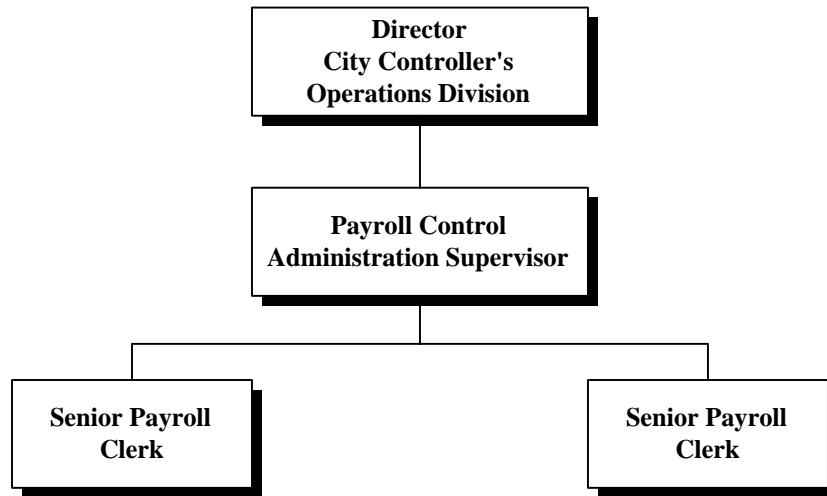 Director
City Controller's
Operations Division
Payroll Control
Administration Supervisor
Senior Payroll
Clerk
Senior Payroll
Clerk